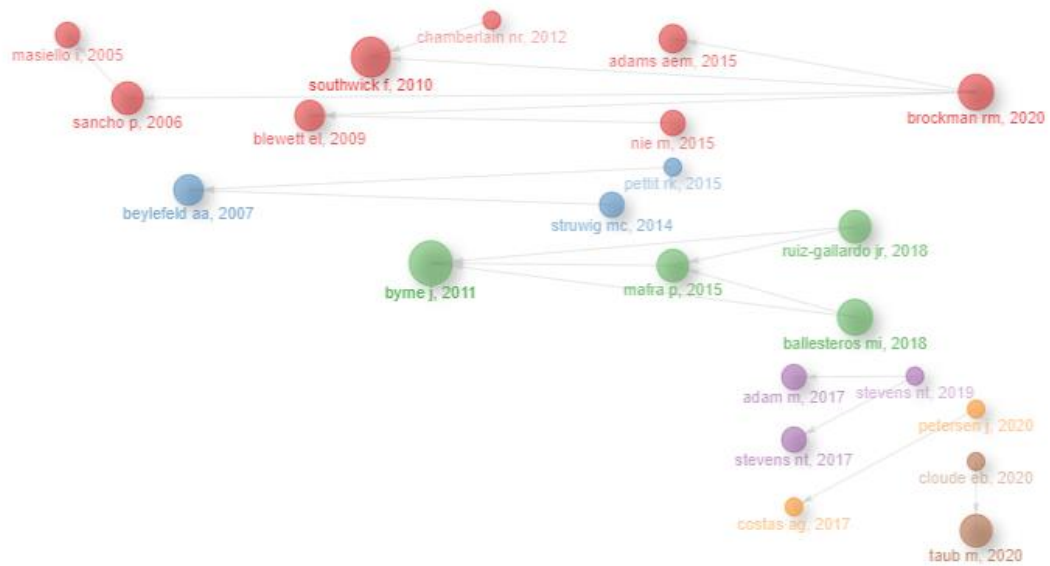 chamberlain nr, 2012
masiello i, 2005
adams aem, 2015
southwick f, 2010
sancho p, 2006
brockman rm, 2020
blewett el, 2009
nie m, 2015
pettit rk, 2015
beylefeld aa, 2007
struwig mc, 2014
ruiz-gallardo jr, 2018
byrne j, 2011
mafra p, 2015
ballesteros mi, 2018
adam m, 2017
stevens nt, 2019
petersen j, 2020
stevens nt, 2017
cloude eb, 2020
costas ag, 2017
taub m, 2020